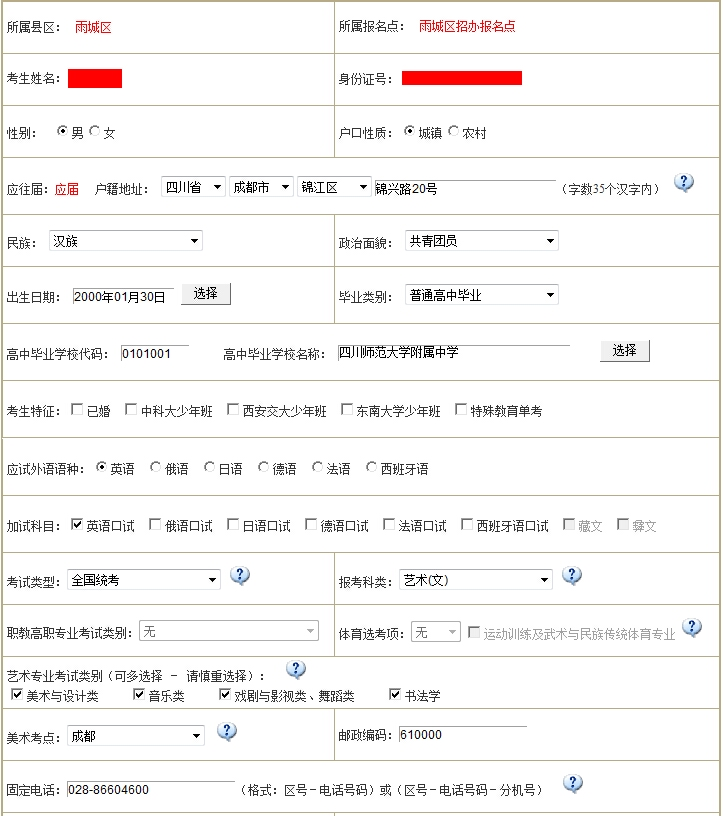 所属县区： 雨城区 所属报名点： 雨城区招办报名点
考生姓名： 身份证号：
性别： 男 女 户口性质： 城镇 农村
应往届：应届 户籍地址： 四川省 成都市 锦江区 锦兴路20号 （字数35个汉字内）
民族： 汉族 政治面貌： 共青团员
出生日期： 2000年01月30日 选择 毕业类别： 普通高中毕业
高中毕业学校代码： 0101001 高中毕业学校名称： 四川师范大学附属中学 选择
考生特征： 已婚 中科大少年班 西安交大少年班 东南大学少年班 特殊教育单考
应试外语语种： 英语 俄语 日语 德语 法语 西班牙语
加试科目： 英语口试 俄语口试 日语口试 德语口试 法语口试 西班牙语口试 藏文 彝文
考试类型： 全国统考 报考科类： 艺术(文)
职教高职专业考试类别： 无 体育选考项： 无 运动训练及武术与民族传统体育专业
艺术专业考试类别（可多选择 － 请慎重选择）：
美术与设计类 音乐类 戏剧与影视类、舞蹈类 书法学
美术考点： 成都 邮政编码： 610000
固定电话： 028-86604600 （格式：区号－电话号码）或（区号－电话号码－分机号）